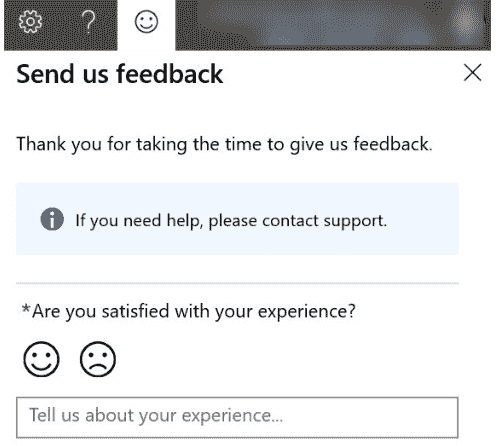 ?
Send us feedback
Thank you for taking the time to give us feedback.
If you need help, please contact support.
*Are you satisfied with your experience?
Tell us about your experience...